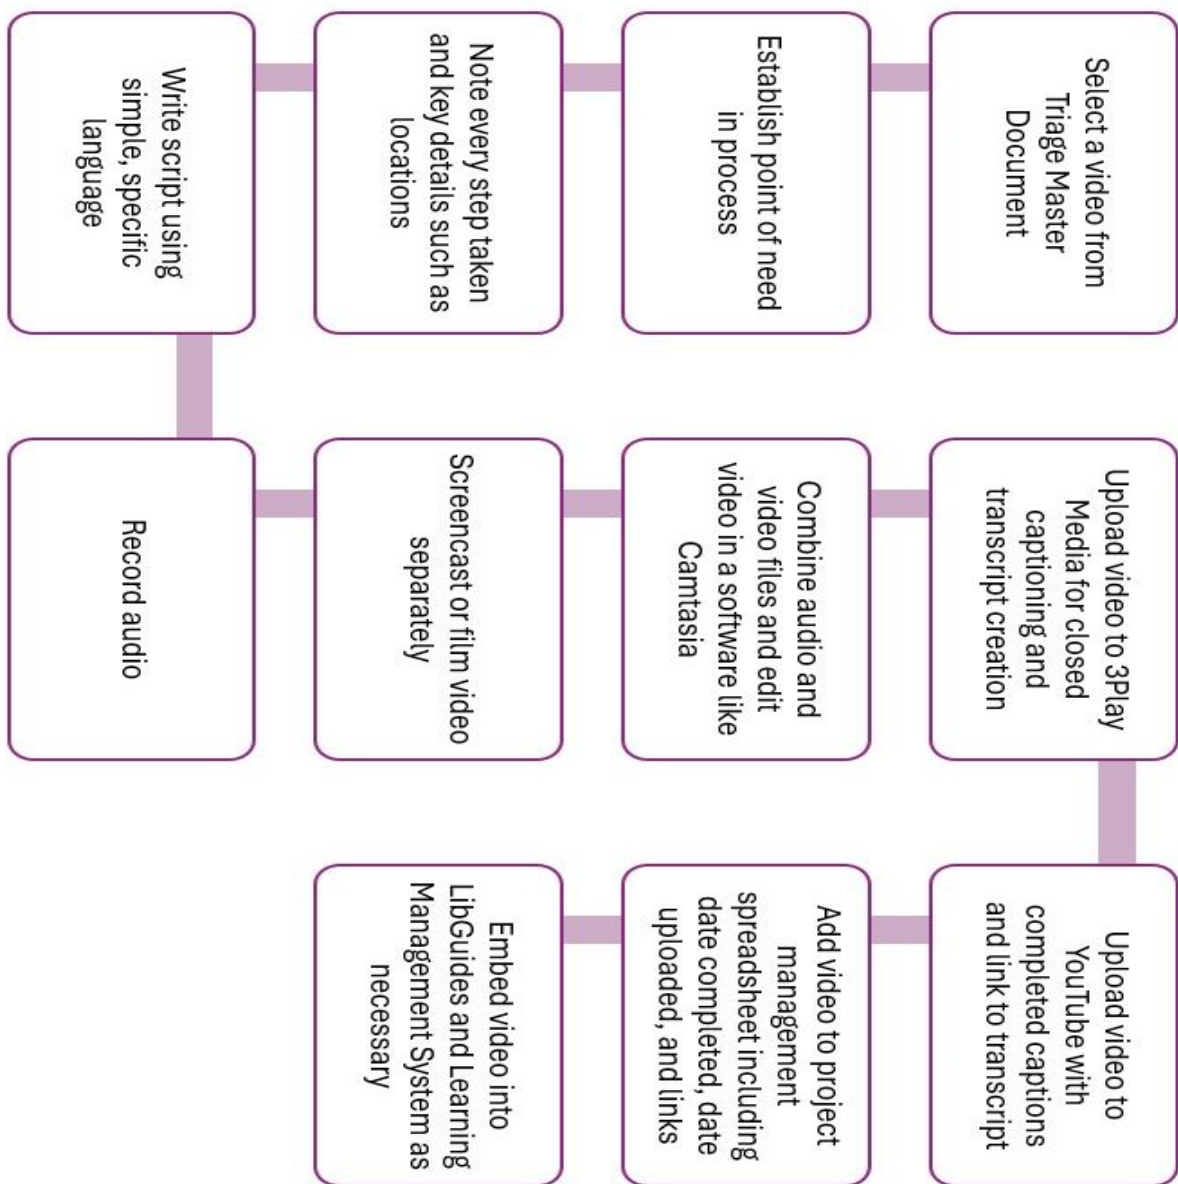 Select a video from
Triage Master
Document
Establish point of need
in process
Note every step taken
and key details such as
locations
Write script using
simple, specific
language
Record audio
Screencast or film video
separately
Combine audio and
video files and edit
video in a software like
Camtasia
Upload video to 3Play
Media for closed
captioning and
transcript creation
Upload video to
YouTube with
completed captions
and link to transcript
Add video to project
management
spreadsheet including
date completed, date
uploaded, and links
Embed video into
LibGuides and Learning
Management System as
necessary